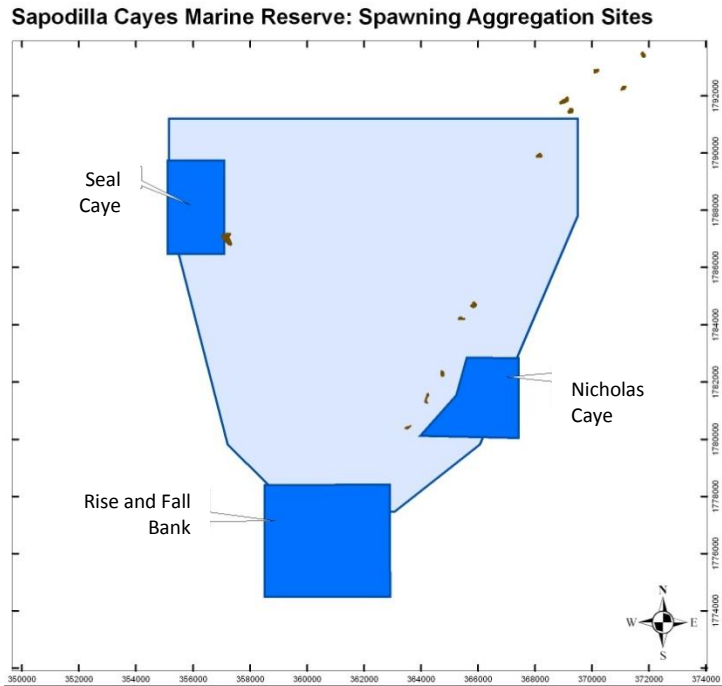 Sapodilla Cayes Marine Reserve: Spawning Aggregation Sites
Seal
Caye
Nicholas
Caye
Rise and Fall
Bank
1792000
1790000
1788000
1786000
1784000
1782000
1780000
1778000
1776000
1774000
N
W
E
S
350000 352000 354000 356000 358000 360000 362000 364000 366000 368000 370000 372000 374000